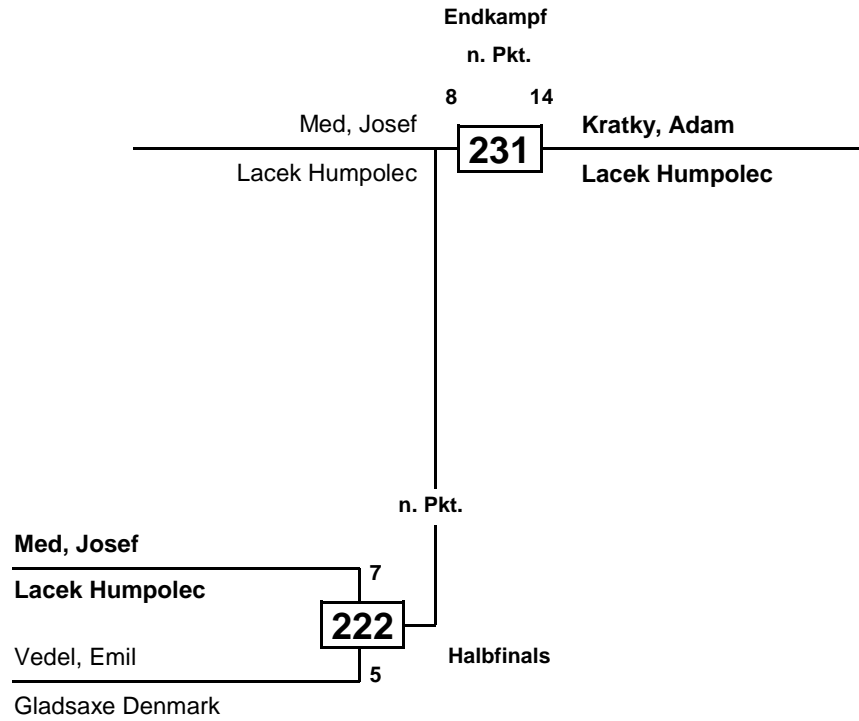 Endkampf
n. Pkt.
8 14
Med, Josef 231 Kratky, Adam
Lacek Humpolec Lacek Humpolec
n. Pkt.
Med, Josef
7
Lacek Humpolec
222
Vedel, Emil Halbfinals
5
Gladsaxe Denmark